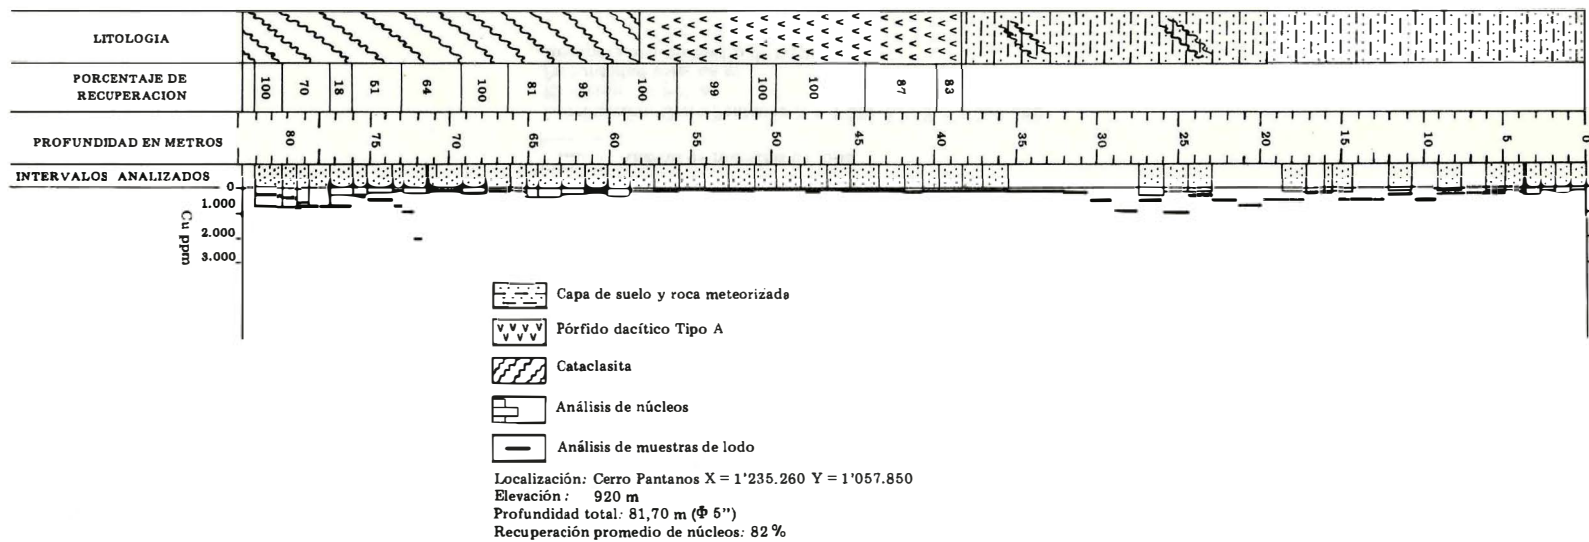 LITOLOGIA
PORCENTAJE DE
RECUPERACION
100 70 18 51 64 100 81 95 100 99 100 100 87 83
PROFUNDIDAD EN METROS
80 75 70 65 60 55 50 45 40 35 30 25 20 15 10 5 0
INTERVALOS ANALIZADOS
0
1.000
2.000
3.000
Cu ppm
Capa de suelo y roca meteorizada
Pórfido dacítico Tipo A
Cataclasita
Análisis de núcleos
Análisis de muestras de lodo
Localización: Cerro Pantanos X = 1'235.260 Y = 1'057.850
Elevación : 920 m
Profundidad total: 81,70 m (Φ 5")
Recuperación promedio de núcleos: 82 %